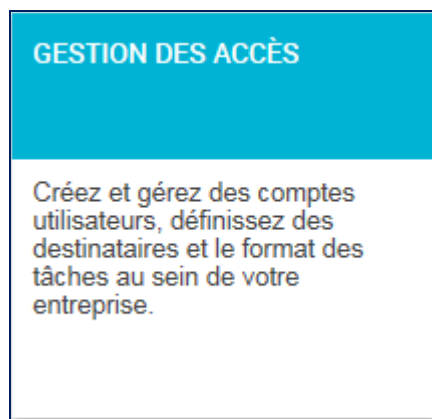 GESTION DES ACCÈS
Créez et gérez des comptes
utilisateurs, définissez des
destinataires et le format des
tâches au sein de votre
entreprise.